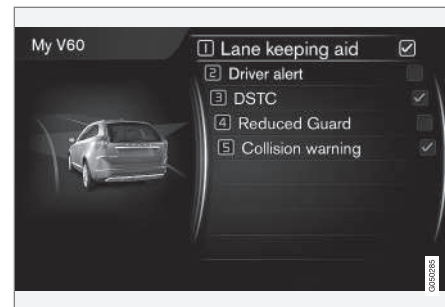 My V60
1 Lane keeping aid
2 Driver alert
3 DSTC
4 Reduced Guard
5 Collision warning
G050285